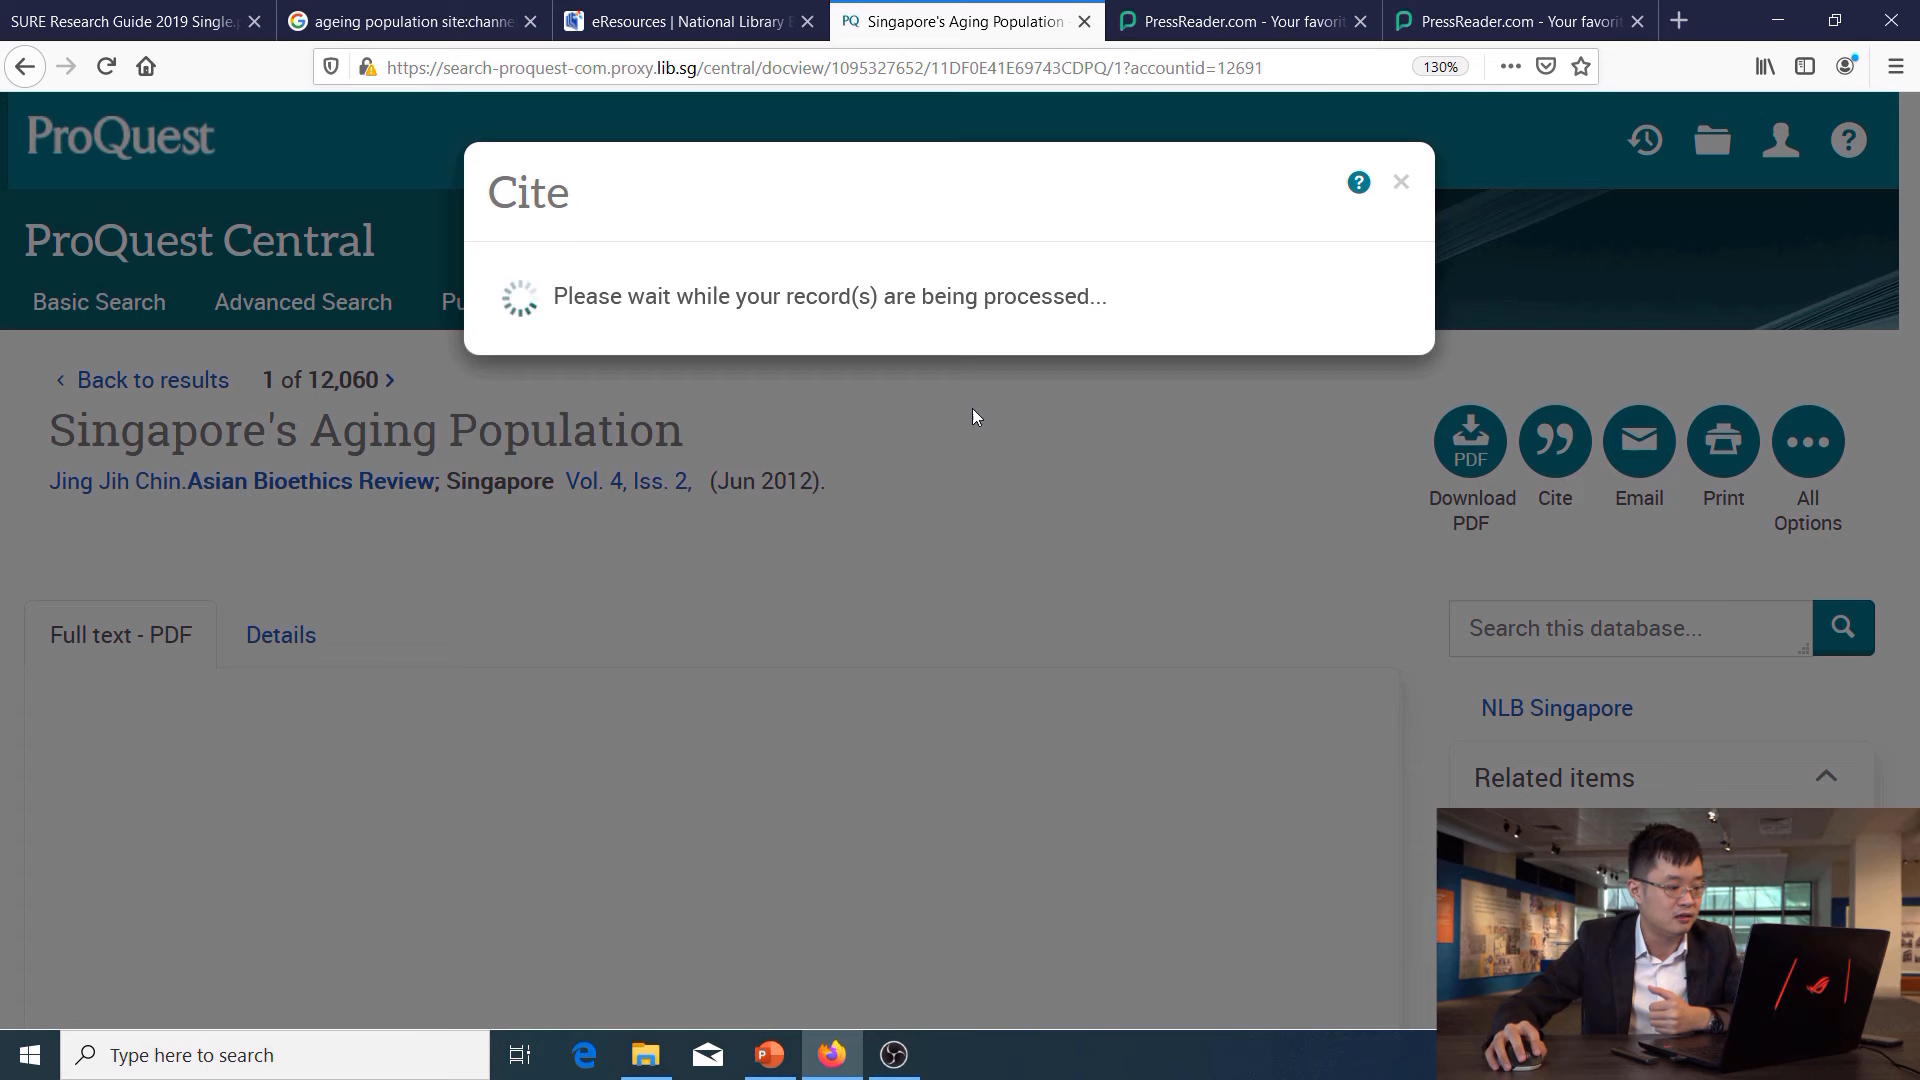 SURE Research Guide 2019 Single.p
ageing population site:channe
eResources | National Library B
PQ Singapore's Aging Population -
PressReader.com - Your favorit
PressReader.com - Your favorit
https://search-proquest-com.proxy.lib.sg/central/docview/1095327652/11DF0E41E69743CDPQ/1?accountid=12691
130%
ProQuest
Cite
ProQuest Central
Please wait while your record(s) are being processed...
Basic Search Advanced Search Pu
Back to results 1 of 12,060
Singapore's Aging Population
Jing Jih Chin.Asian Bioethics Review; Singapore Vol. 4, Iss. 2, (Jun 2012).
PDF
Download PDF
Cite
Email
Print
All Options
Full text - PDF
Details
Search this database...
NLB Singapore
Related items
Type here to search